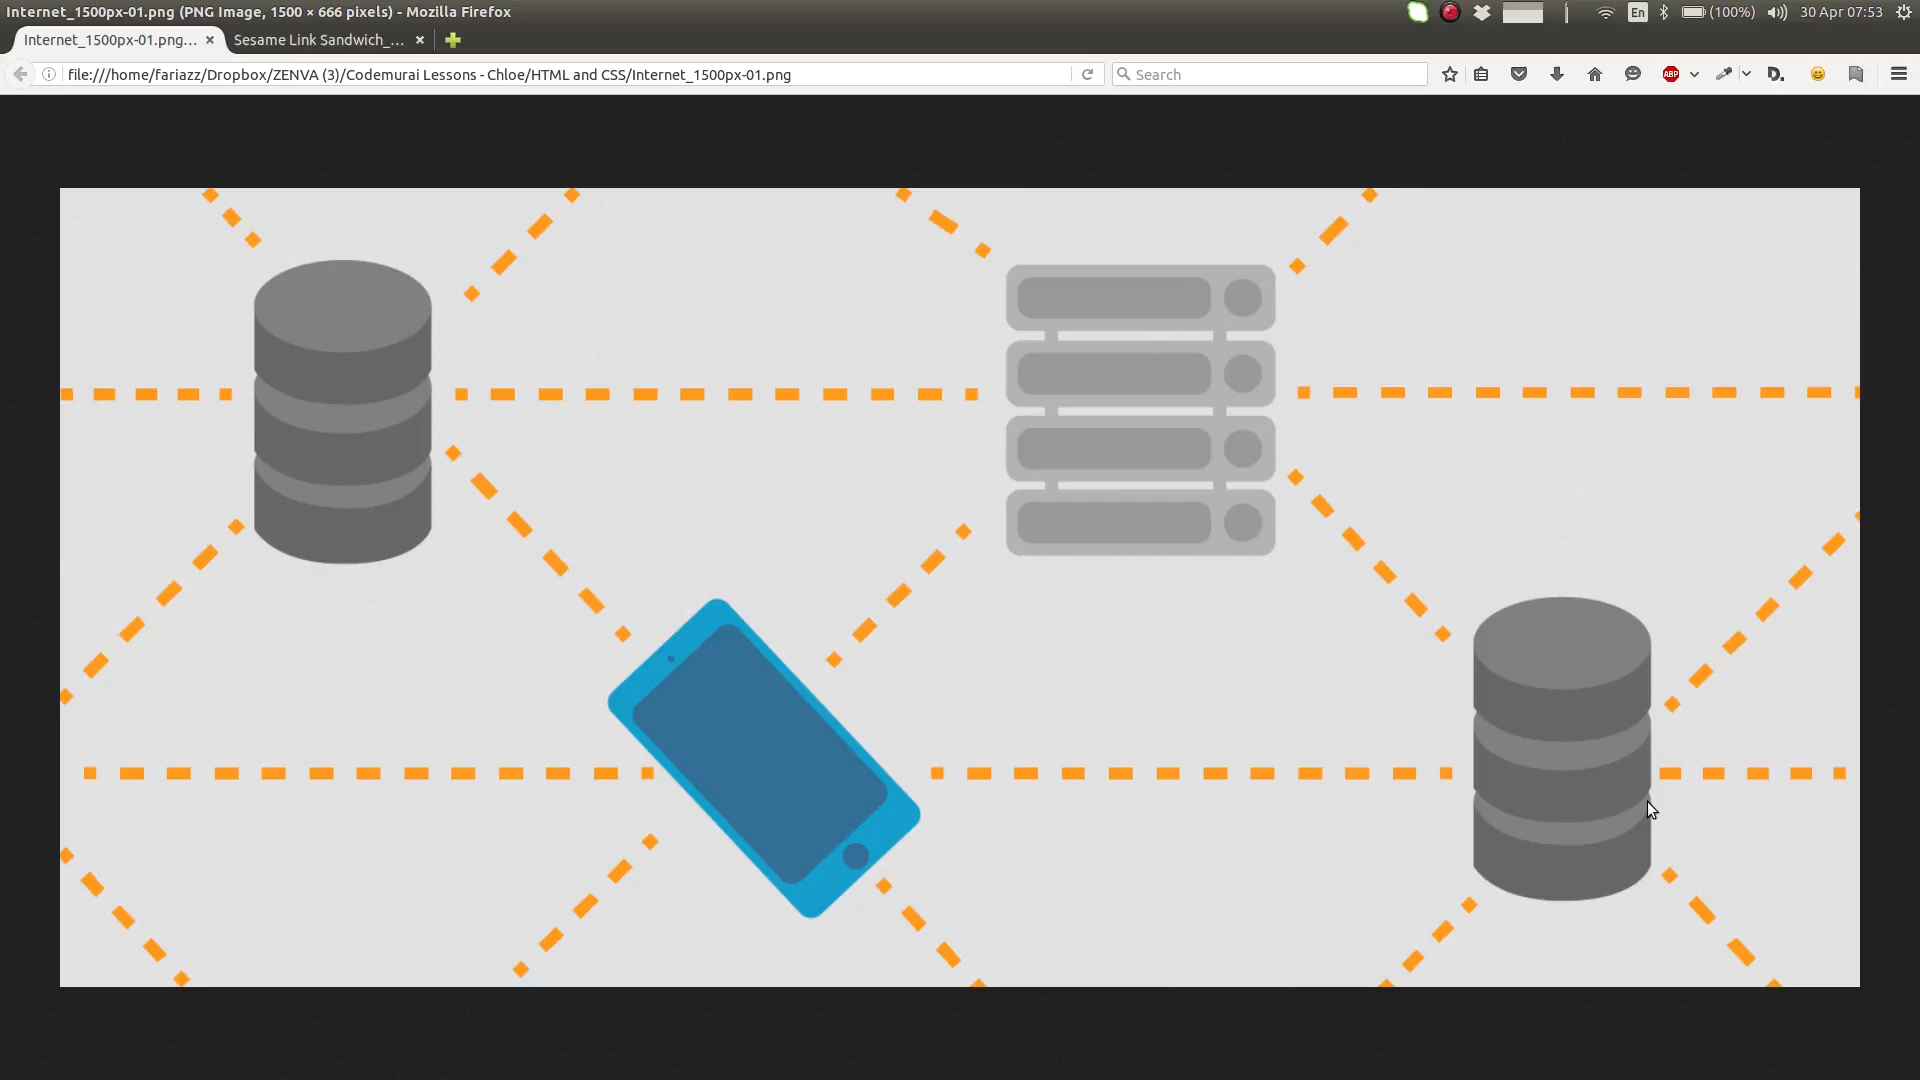 Internet_1500px-01.png (PNG Image, 1500 × 666 pixels) - Mozilla Firefox
En (100%) 30 Apr 07:53
Internet_1500px-01.png... Sesame Link Sandwich_...
file:///home/fariazz/Dropbox/ZENVA (3)/Codemurai Lessons - Chloe/HTML and CSS/Internet_1500px-01.png Search ABP D.